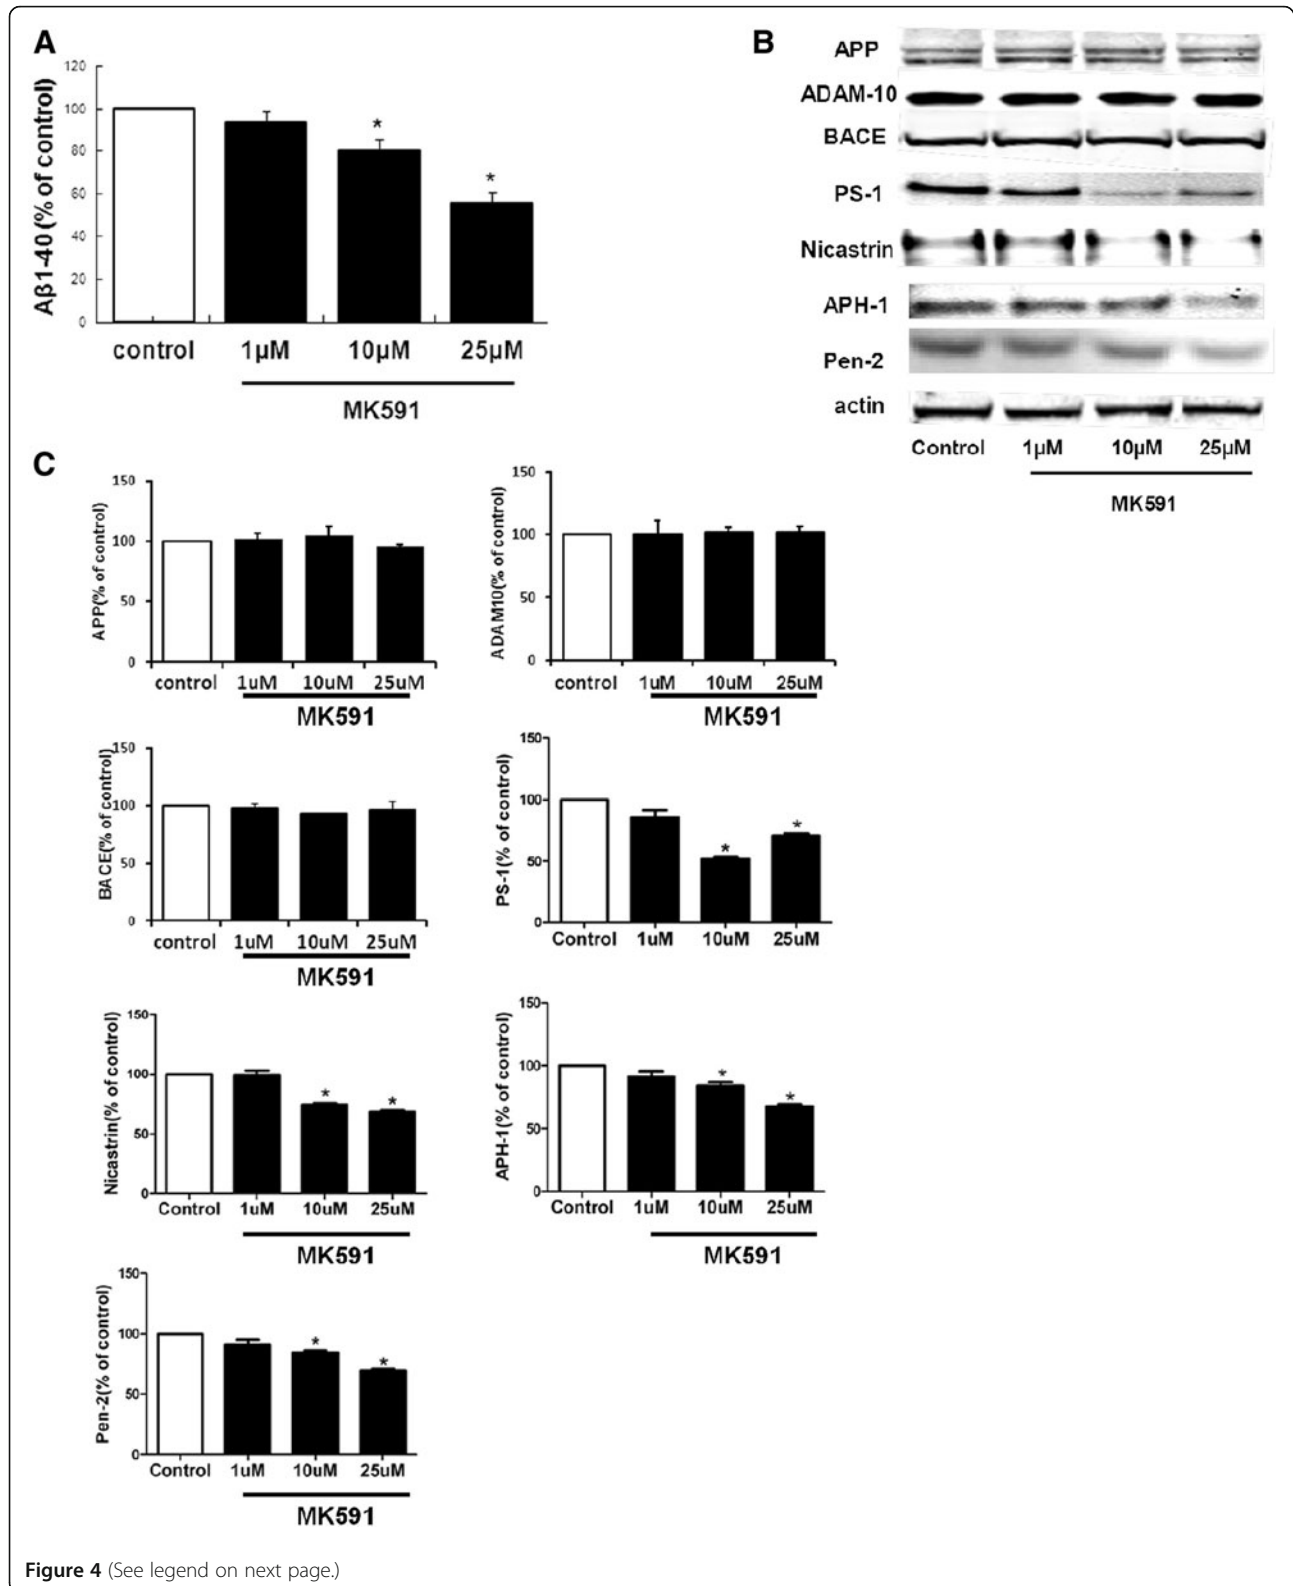 A
Aβ1-40 (% of control)
120
100
80
60
40
20
0
*
*
control 1µM 10µM 25µM
MK591
B
APP
ADAM-10
BACE
PS-1
Nicastrin
APH-1
Pen-2
actin
Control 1µM 10µM 25µM
MK591
C
APP(% of control)
150
100
50
0
control 1uM 10uM 25uM
MK591
ADAM10(% of control)
150
100
50
0
control 1uM 10uM 25uM
MK591
BACE(% of control)
150
100
50
0
control 1uM 10uM 25uM
MK591
PS-1(% of control)
150
100
50
0
*
*
Control 1uM 10uM 25uM
Nicastrin(% of control)
150
100
50
0
*
*
Control 1uM 10uM 25uM
MK591
APH-1(% of control)
150
100
50
0
*
*
Control 1uM 10uM 25uM
MK591
Pen-2(% of control)
150
100
50
0
*
*
Control 1uM 10uM 25uM
MK591
Figure 4 (See legend on next page.)